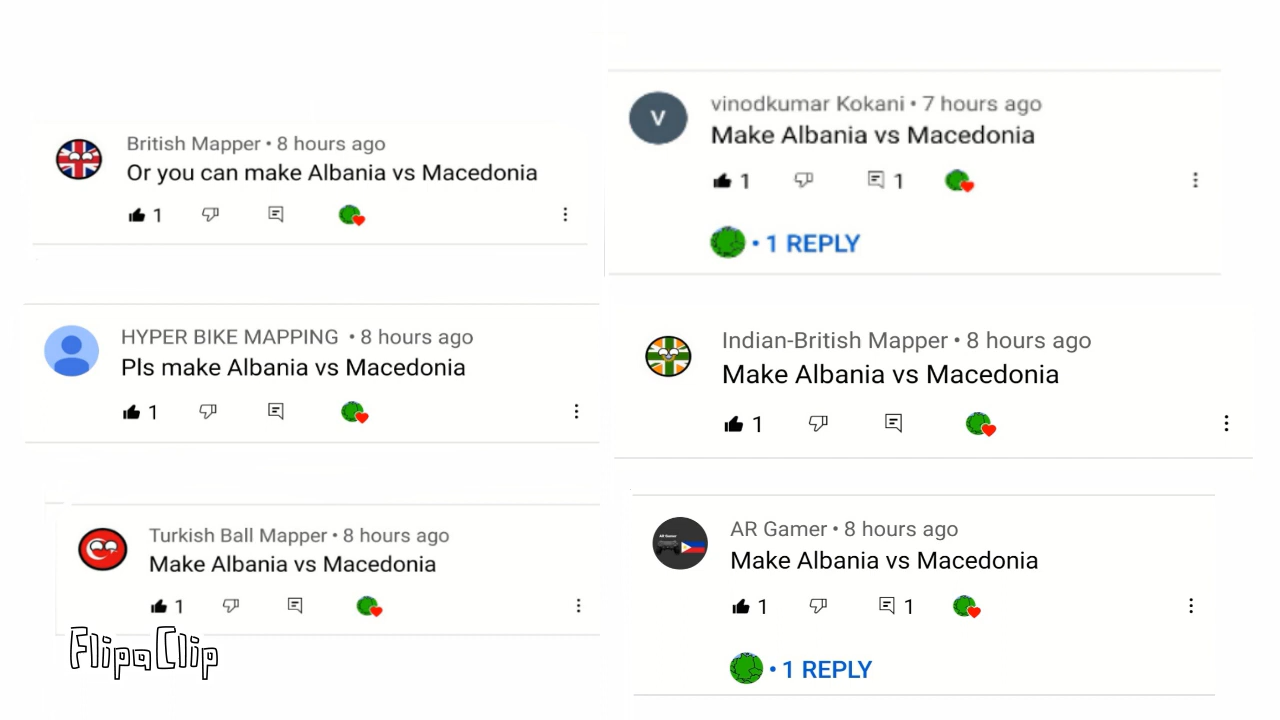 British Mapper • 8 hours ago
Or you can make Albania vs Macedonia
1
HYPER BIKE MAPPING • 8 hours ago
Pls make Albania vs Macedonia
1
Turkish Ball Mapper • 8 hours ago
Make Albania vs Macedonia
1
FlipaClip
V
vinodkumar Kokani • 7 hours ago
Make Albania vs Macedonia
1 1
• 1 REPLY
Indian-British Mapper • 8 hours ago
Make Albania vs Macedonia
1
AR Gamer
AR Gamer • 8 hours ago
Make Albania vs Macedonia
1 1
• 1 REPLY